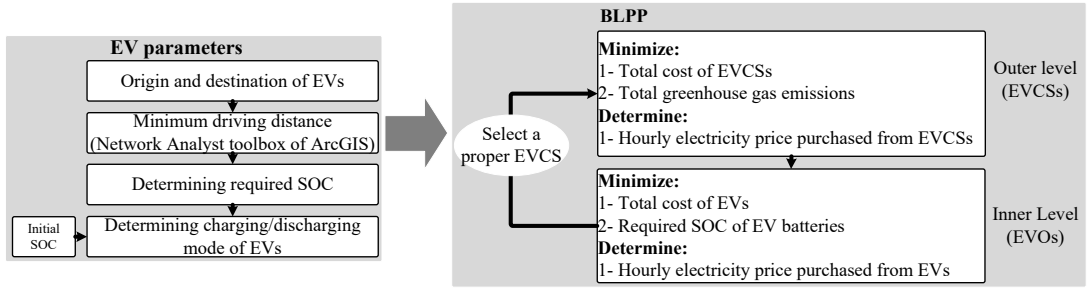 EV parameters
Origin and destination of EVs
Minimum driving distance
(Network Analyst toolbox of ArcGIS)
Determining required SOC
Initial
SOC
Determining charging/discharging
mode of EVs
BLPP
Select a
proper EVCS
Minimize:
1- Total cost of EVCSs
2- Total greenhouse gas emissions
Determine:
1- Hourly electricity price purchased from EVCSs
Outer level
(EVCSs)
Minimize:
1- Total cost of EVs
2- Required SOC of EV batteries
Determine:
1- Hourly electricity price purchased from EVs
Inner Level
(EVOs)